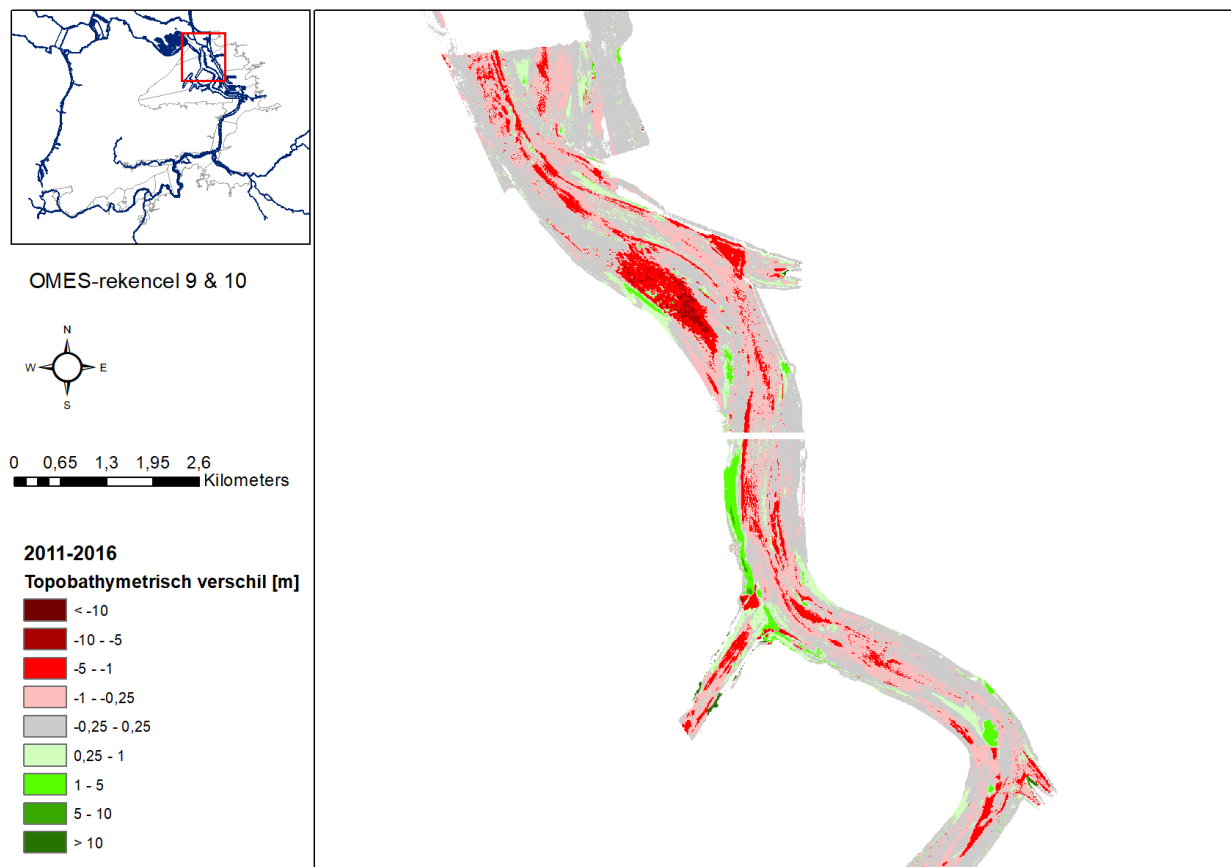 OMES-rekencel 9 & 10
N
W E
S
0 0,65 1,3 1,95 2,6
Kilometers
2011-2016
Topobathymetrisch verschil [m]
< -10
-10 - -5
-5 - -1
-1 - -0,25
-0,25 - 0,25
0,25 - 1
1 - 5
5 - 10
> 10